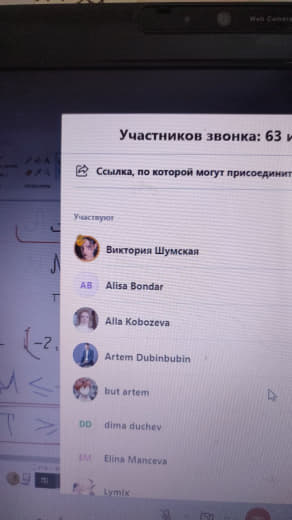 Web Camera
Участников звонка: 63 и
Ссылка, по которой могут присоединит
Участвуют
Виктория Шумская
AB
Alisa Bondar
Alla Kobozeva
Artem Dubinbubin
but artem
DD
dima duchev
EM
Elina Manceva
Lymix
(-2,
M ≤
T ≥